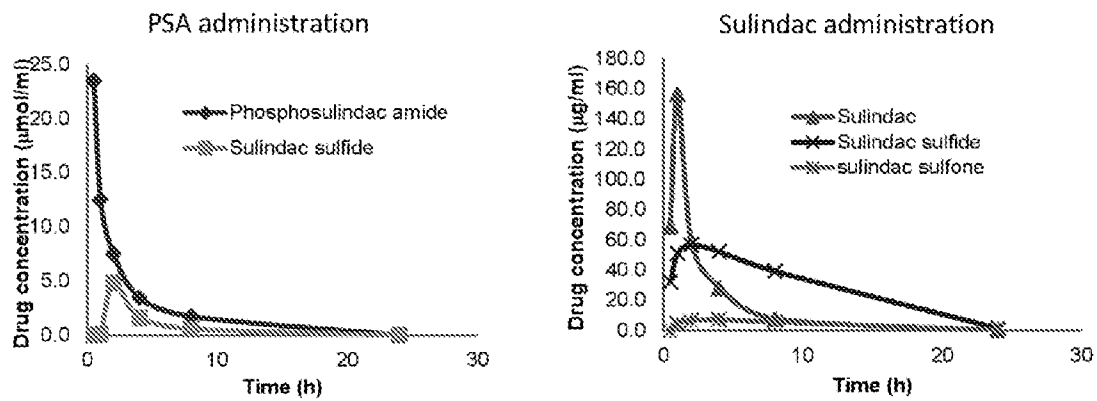 PSA administration
25.0
20.0
15.0
10.0
5.0
0.0
Drug concentration (µmol/ml)
Phosphosulindac amide
Sulindac sulfide
0
10
20
30
Time (h)
Sulindac administration
180.0
160.0
140.0
120.0
100.0
80.0
60.0
40.0
20.0
0.0
Drug concentration (µg/ml)
Sulindac
Sulindac sulfide
sulindac sulfone
0
10
20
30
Time (h)